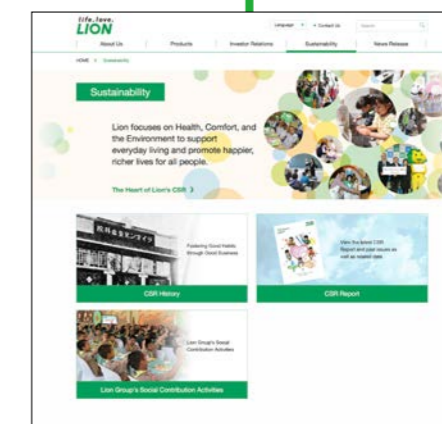 life.love.
LION
Language
Contact Us
Search
About Us
Products
Investor Relations
Sustainability
News Release
HOME
Sustainability
Sustainability
Lion focuses on Health, Comfort, and
the Environment to support
everyday living and promote happier,
richer lives for all people.
The Heart of Lion's CSR
Fostering Good Habits
through Good Business
CSR History
View the latest CSR
Report and past issues as
well as related data
CSR Report
Lion Group's Social
Contribution Activities
Lion Group's Social Contribution Activities